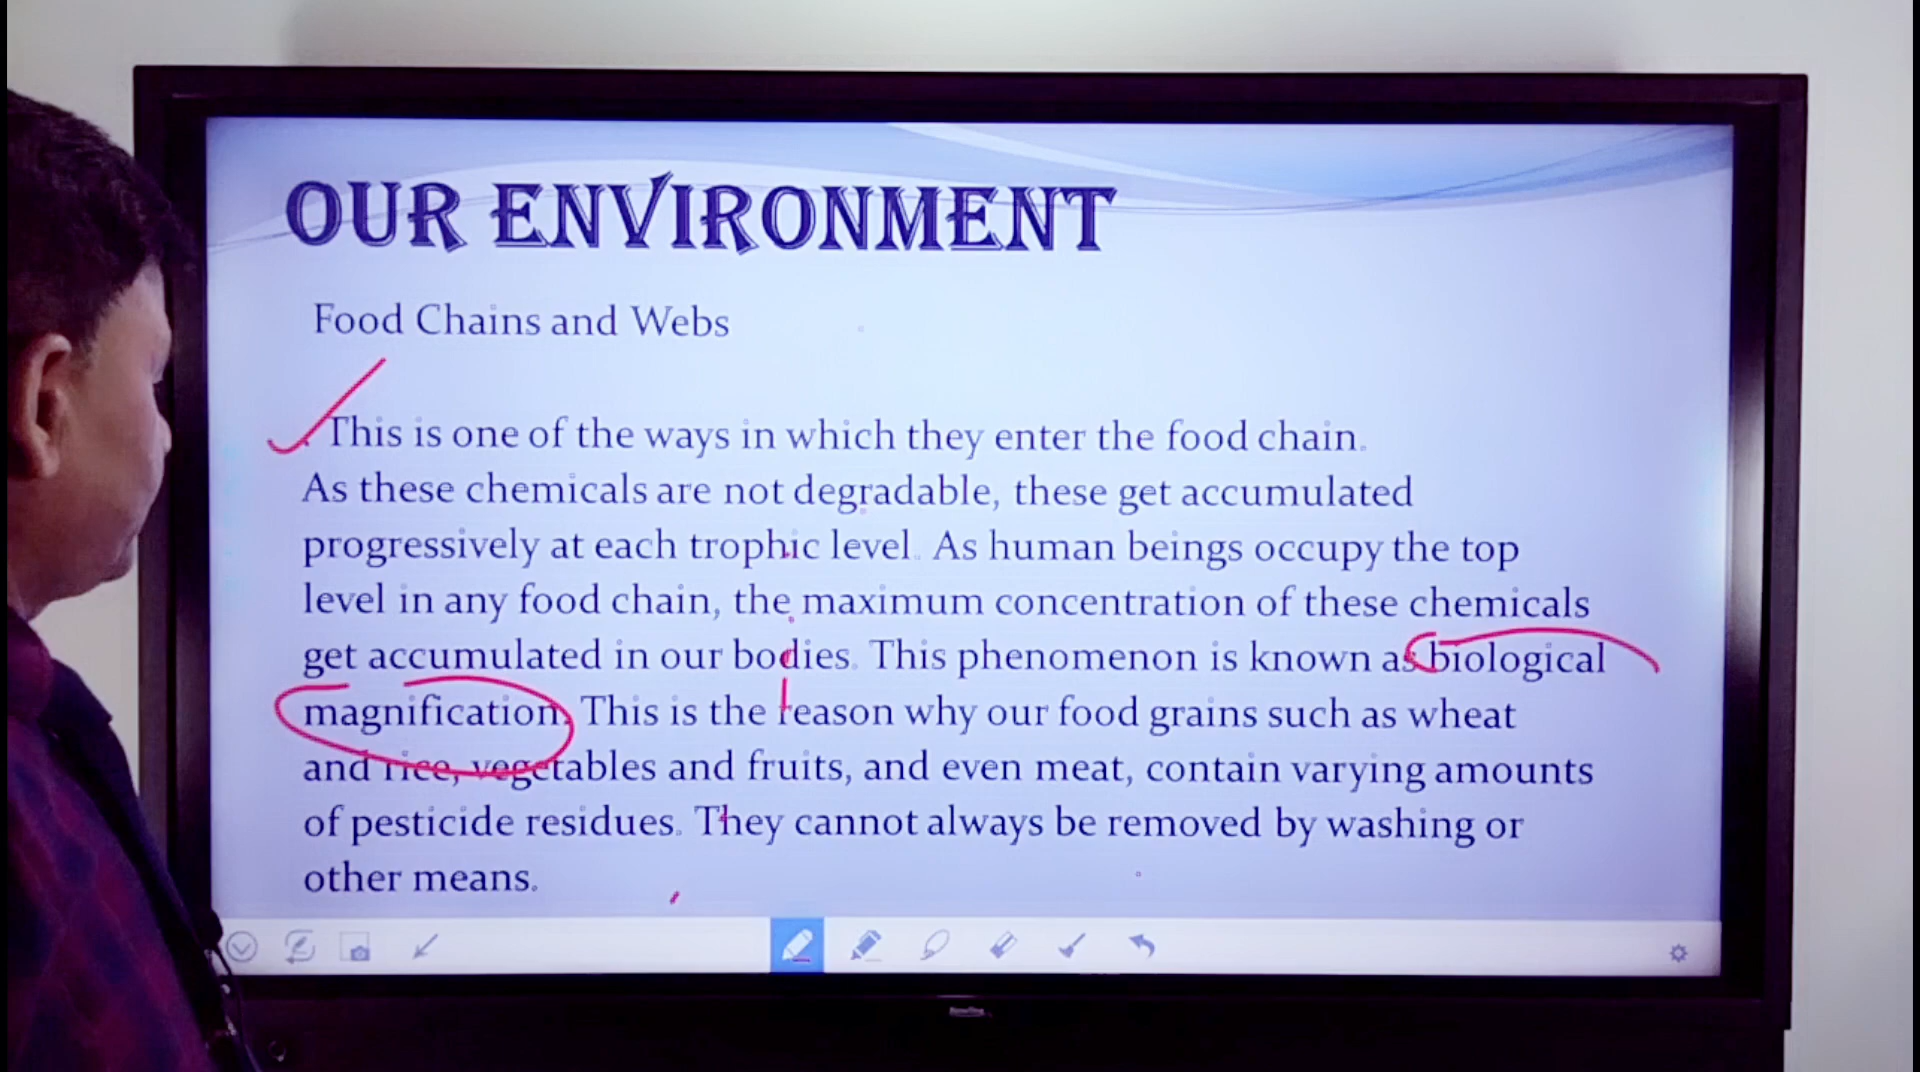 OUR ENVIRONMENT
Food Chains and Webs
This is one of the ways in which they enter the food chain.
As these chemicals are not degradable, these get accumulated
progressively at each trophic level. As human beings occupy the top
level in any food chain, the maximum concentration of these chemicals
get accumulated in our bodies. This phenomenon is known as biological
magnification. This is the reason why our food grains such as wheat
and rice, vegetables and fruits, and even meat, contain varying amounts
of pesticide residues. They cannot always be removed by washing or
other means.